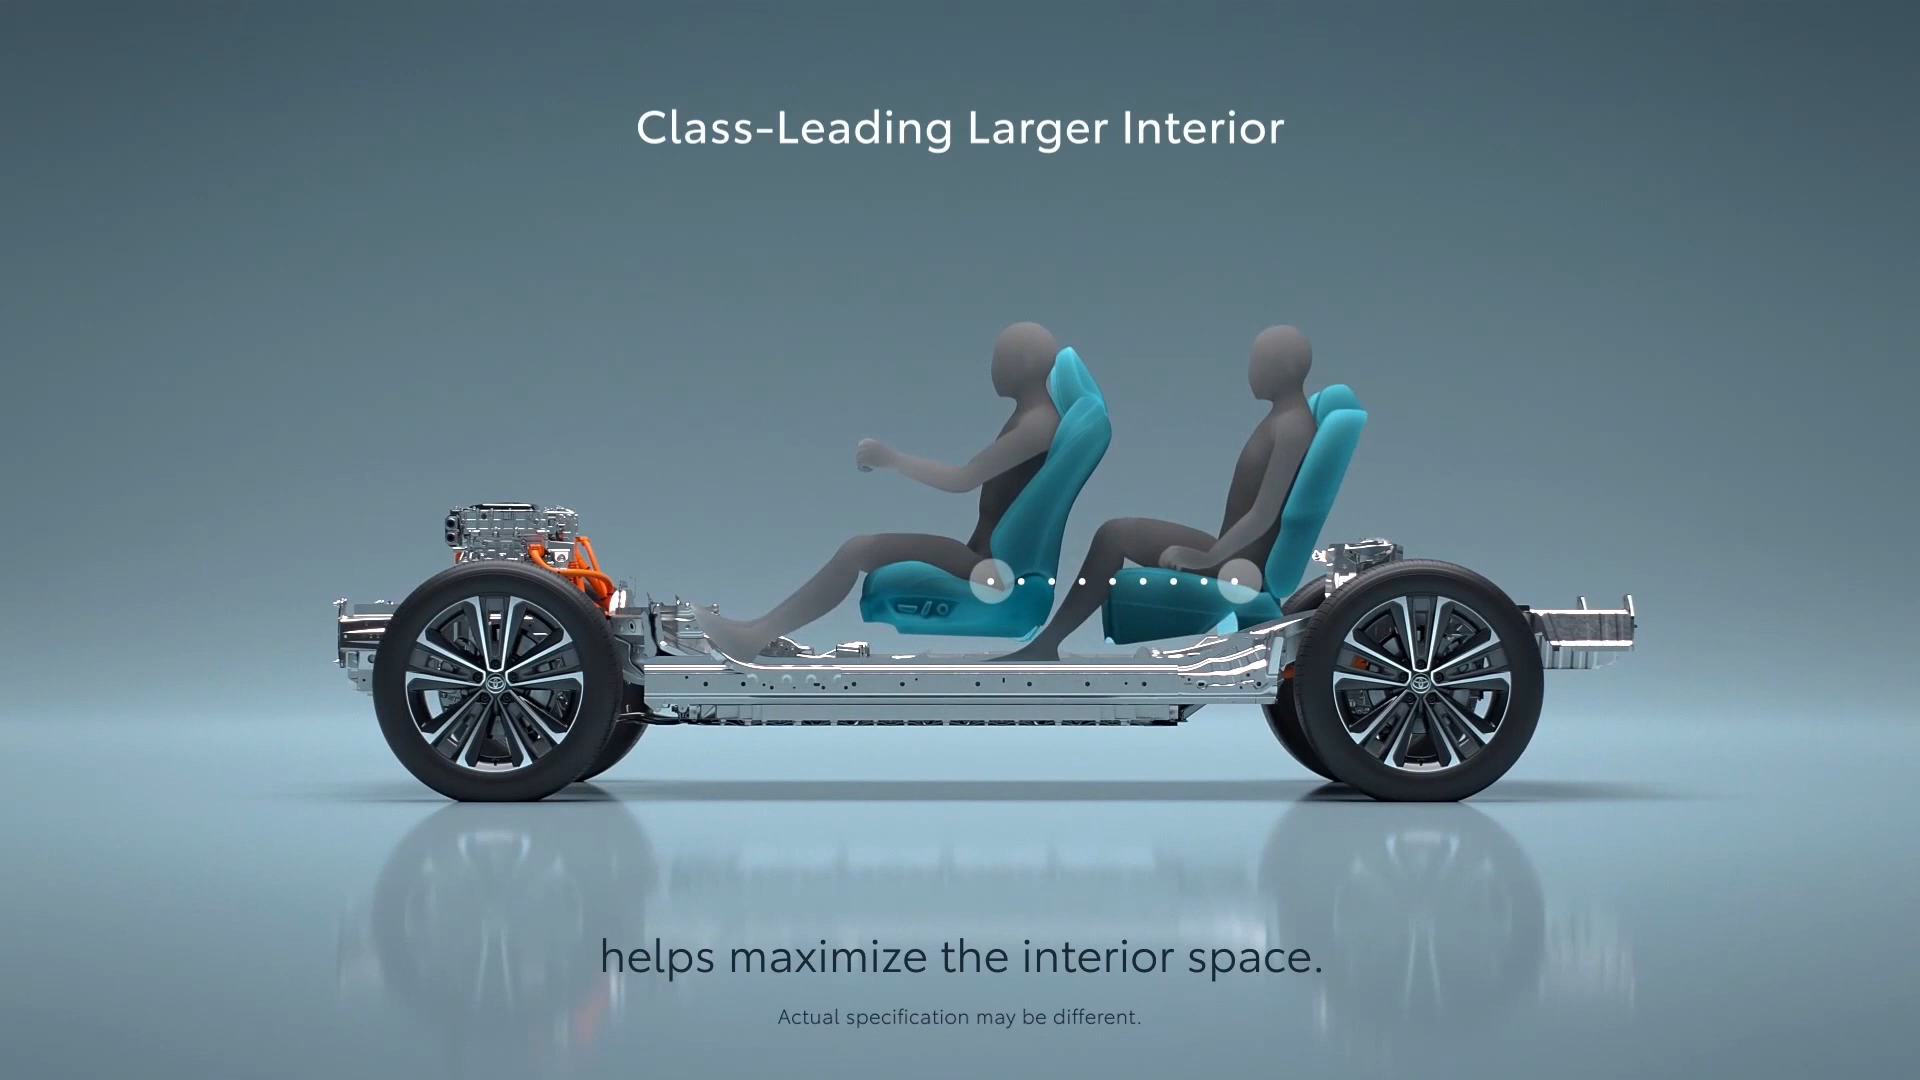 Class-Leading Larger Interior
helps maximize the interior space.
Actual specification may be different.